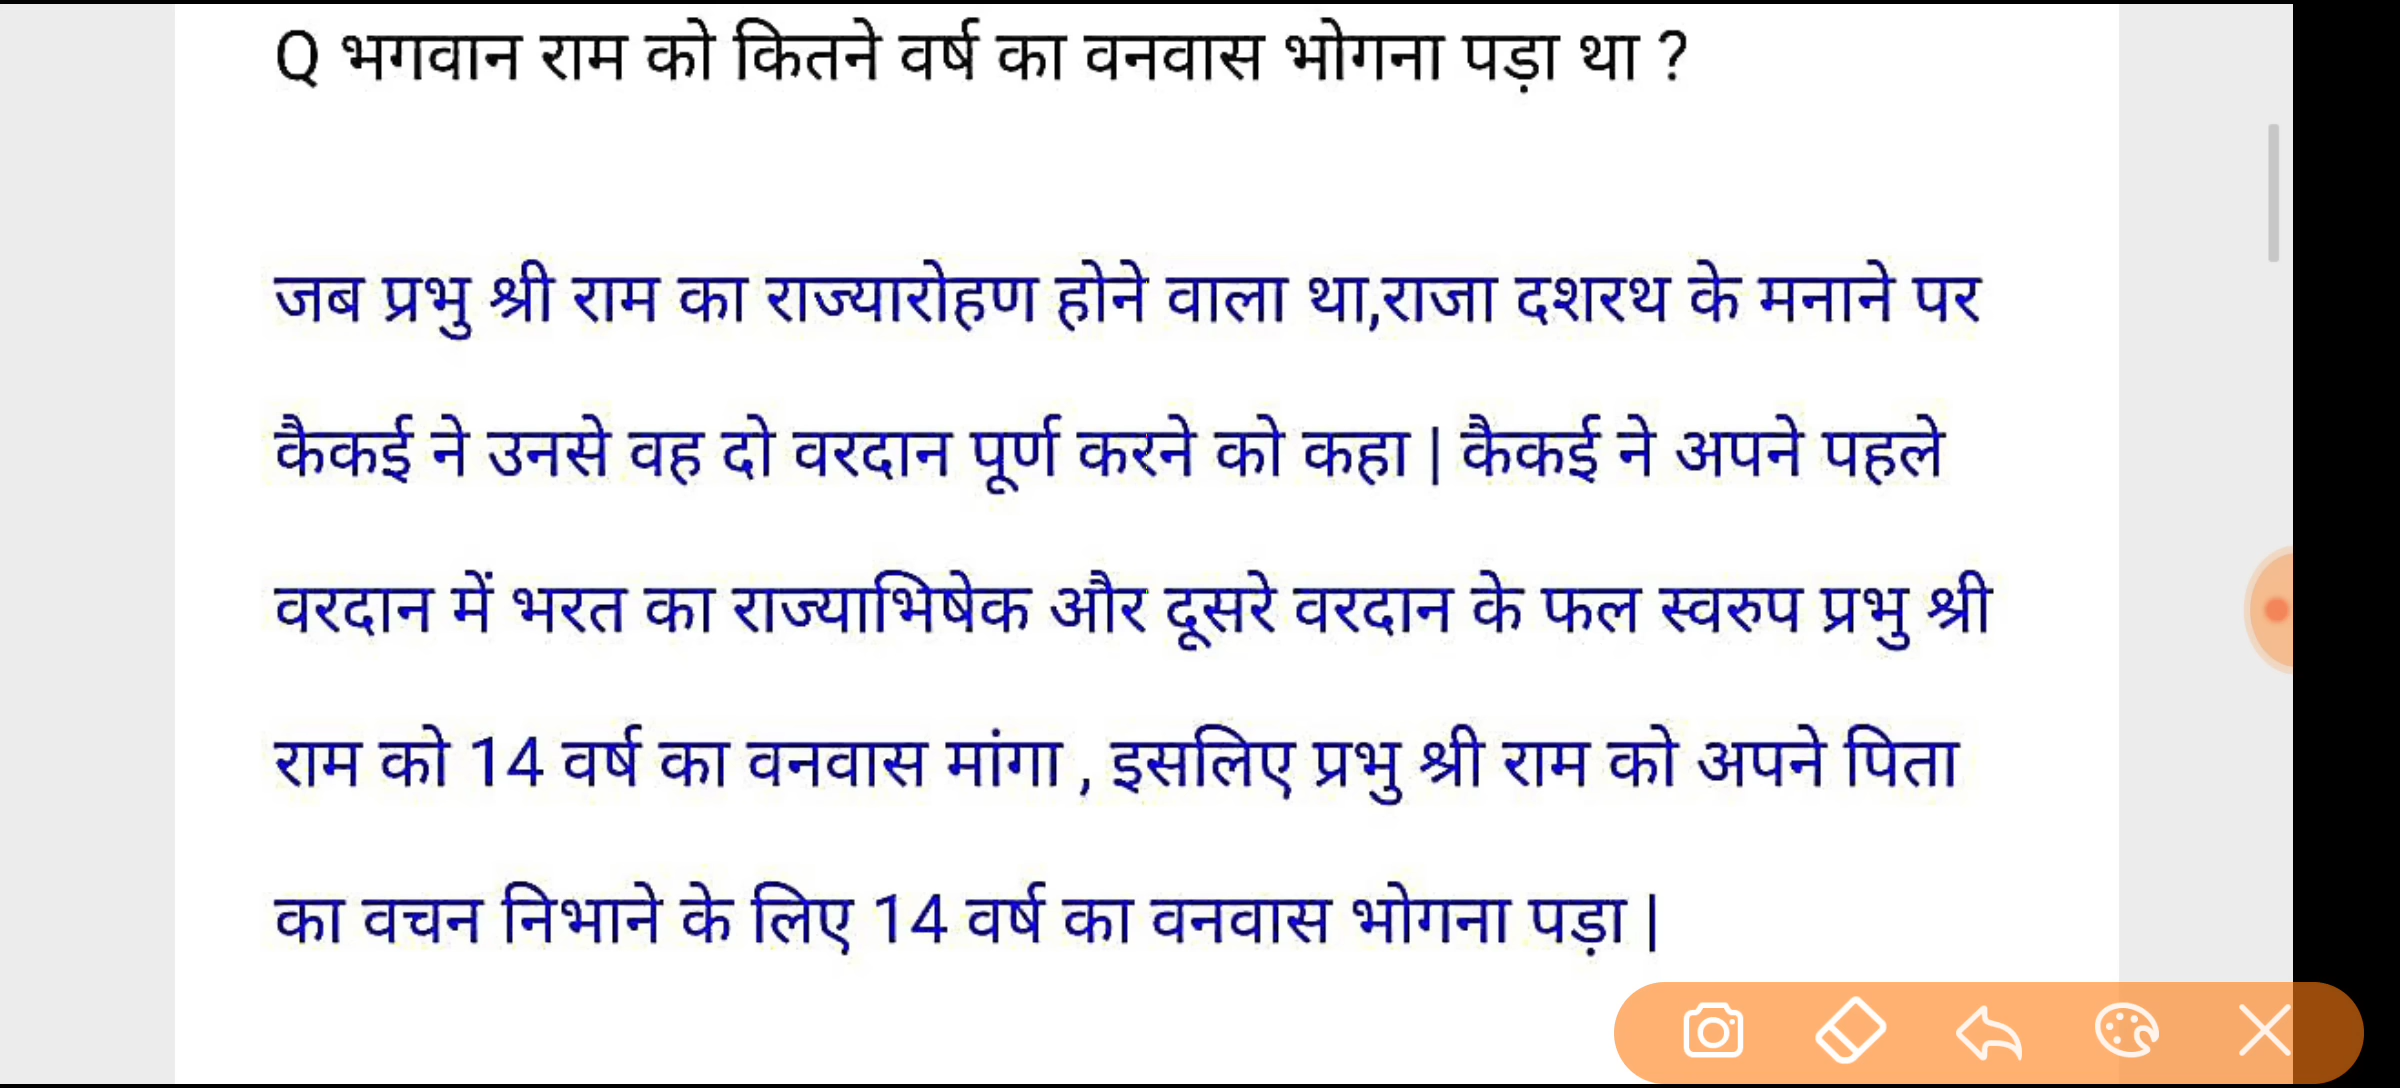 Q भगवान राम को कितने वर्ष का वनवास भोगना पड़ा था ?
जब प्रभु श्री राम का राज्यारोहण होने वाला था,राजा दशरथ के मनाने पर
कैकई ने उनसे वह दो वरदान पूर्ण करने को कहा | कैकई ने अपने पहले
वरदान में भरत का राज्याभिषेक और दूसरे वरदान के फल स्वरुप प्रभु श्री
राम को 14 वर्ष का वनवास मांगा , इसलिए प्रभु श्री राम को अपने पिता
का वचन निभाने के लिए 14 वर्ष का वनवास भोगना पड़ा |